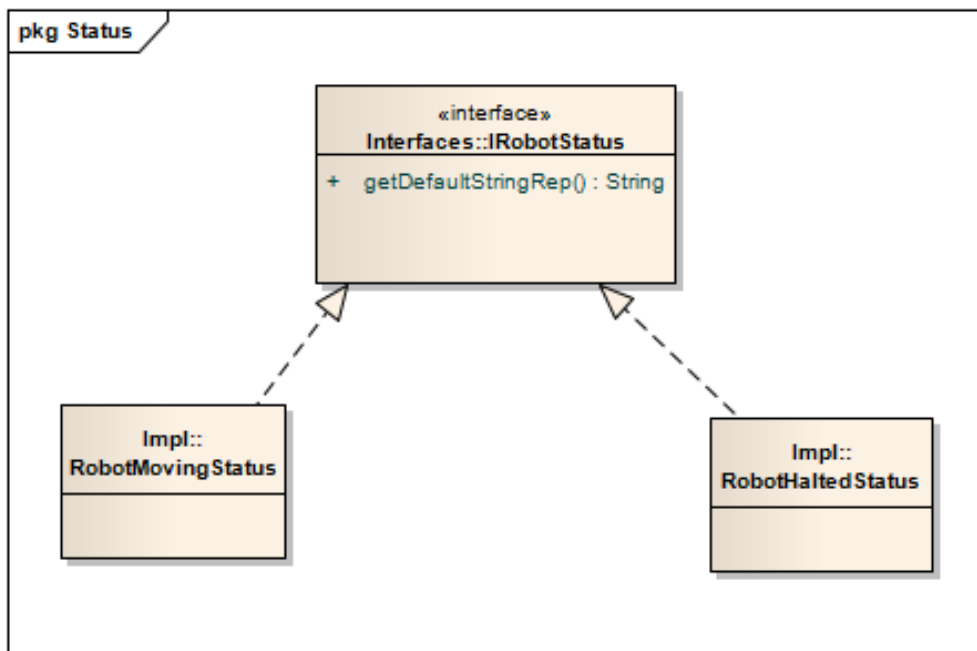 pkg Status
«interface»
Interfaces::IRobotStatus
+ getDefaultStringRep() : String
Impl::
RobotMovingStatus
Impl::
RobotHaltedStatus